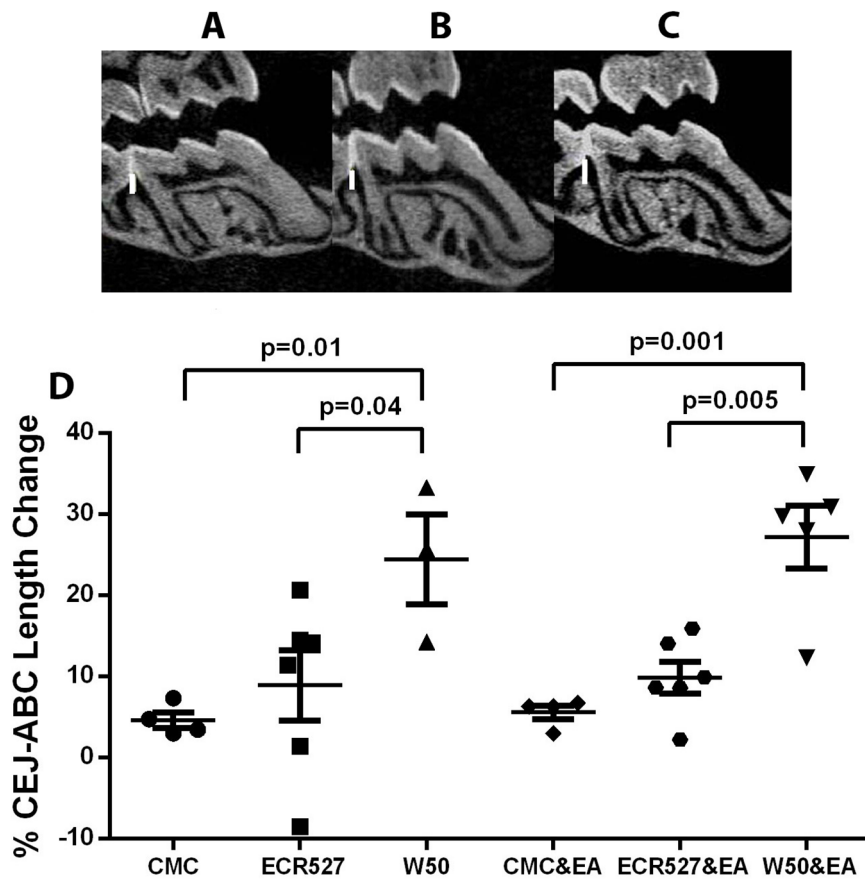 A B C
p=0.01
p=0.001
D
p=0.04
p=0.005
% CEJ-ABC Length Change
40
30
20
10
0
-10
CMC ECR527 W50 CMC&EA ECR527&EA W50&EA